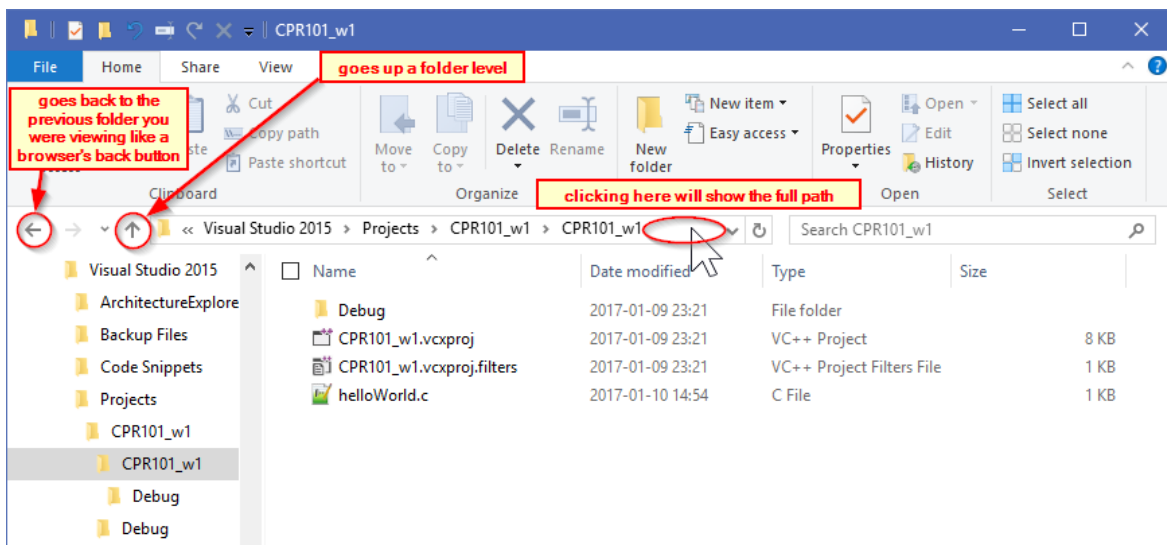 CPR101_w1
File Home Share View
goes up a folder level
goes back to the
previous folder you
were viewing like a
browser's back button
Cut
Copy path
Paste shortcut
Clipboard
Move
to
Copy
to
Delete
Rename
Organize
New
folder
New item
Easy access
clicking here will show the full path
Properties
Open
Edit
History
Open
Select all
Select none
Invert selection
Select
« Visual Studio 2015 > Projects > CPR101_w1 > CPR101_w1
Search CPR101_w1
Name Date modified Type Size
Debug 2017-01-09 23:21 File folder
CPR101_w1.vcxproj 2017-01-09 23:21 VC++ Project 8 KB
CPR101_w1.vcxproj.filters 2017-01-09 23:21 VC++ Project Filters File 1 KB
helloWorld.c 2017-01-10 14:54 C File 1 KB
Visual Studio 2015
ArchitectureExplore
Backup Files
Code Snippets
Projects
CPR101_w1
CPR101_w1
Debug
Debug